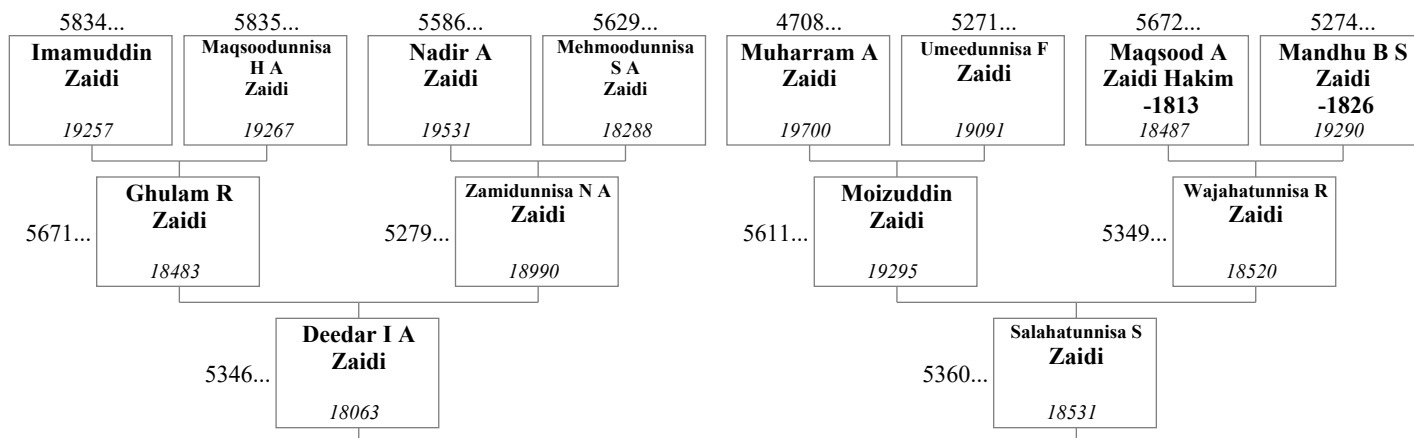 5834...
5835...
5586...
5629...
4708...
5271...
5672...
5274...
Imamuddin
Zaidi
19257
Maqsoodunnisa
H A
Zaidi
19267
Nadir A
Zaidi
19531
Mehmoodunnisa
S A
Zaidi
18288
Muharram A
Zaidi
19700
Umeedunnisa F
Zaidi
19091
Maqsood A
Zaidi Hakim
-1813
18487
Mandhu B S
Zaidi
-1826
19290
5671...
Ghulam R
Zaidi
18483
5279...
Zamidunnisa N A
Zaidi
18990
5611...
Moizuddin
Zaidi
19295
5349...
Wajahatunnisa R
Zaidi
18520
5346...
Deedar I A
Zaidi
18063
5360...
Salahatunnisa S
Zaidi
18531